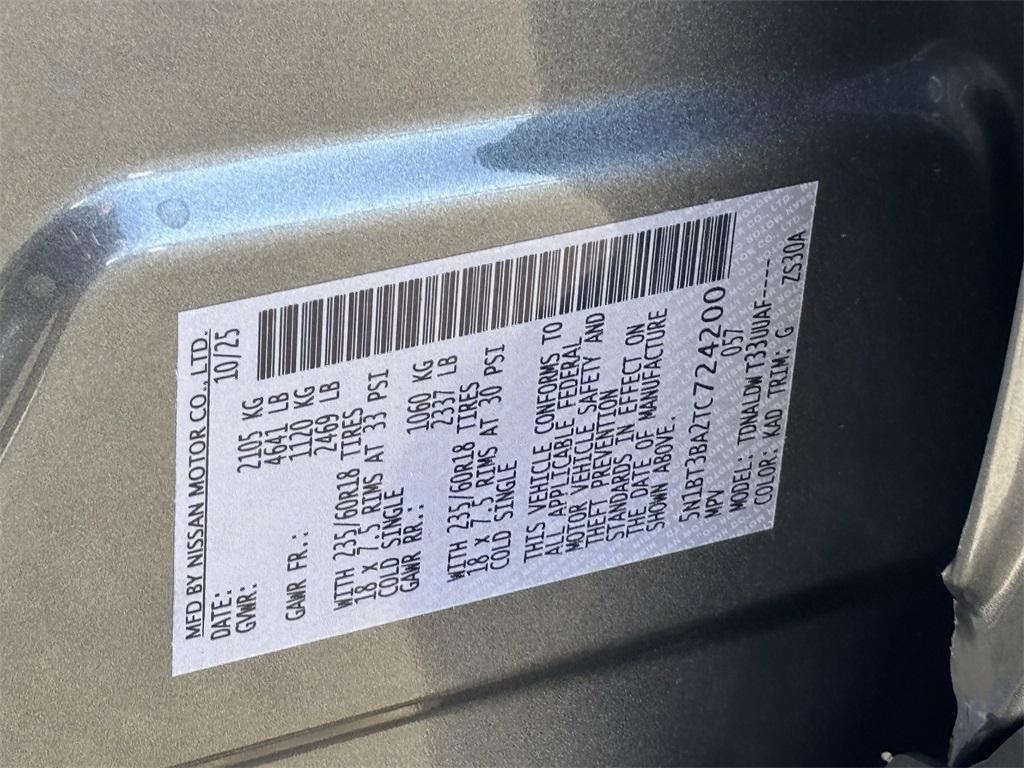 MFD BY NISSAN MOTOR CO., LTD.
DATE: 10/25
GVWR: 2105 KG
4641 LB
GAWR FR.: 1120 KG
2469 LB
WITH 235/60R18 TIRES
18 x 7.5 RIMS AT 33 PSI
COLD SINGLE
GAWR RR.: 1060 KG
2337 LB
WITH 235/60R18 TIRES
18 x 7.5 RIMS AT 30 PSI
COLD SINGLE
THIS VEHICLE CONFORMS TO
ALL APPLICABLE FEDERAL
MOTOR VEHICLE SAFETY AND
THEFT PREVENTION
STANDARDS IN EFFECT ON
THE DATE OF MANUFACTURE
SHOWN ABOVE.
5N1BT3BA2TC724200
MPV 057
MODEL: TDNALDW T33UUAF-----
COLOR: KAD TRIM: G ZS30A